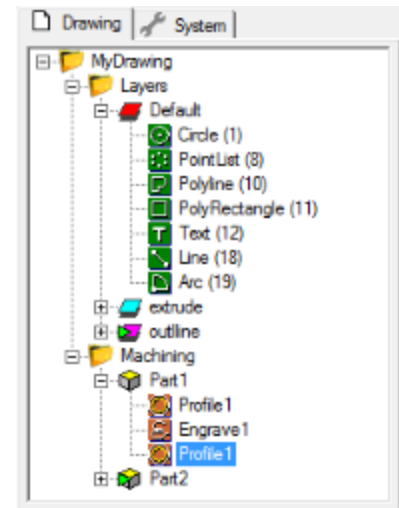 Drawing System
MyDrawing
Layers
Default
Circle (1)
PointList (8)
Polyline (10)
PolyRectangle (11)
Text (12)
Line (18)
Arc (19)
extrude
outlline
Machining
Part1
Profile1
Engrave1
Profile1
Part2